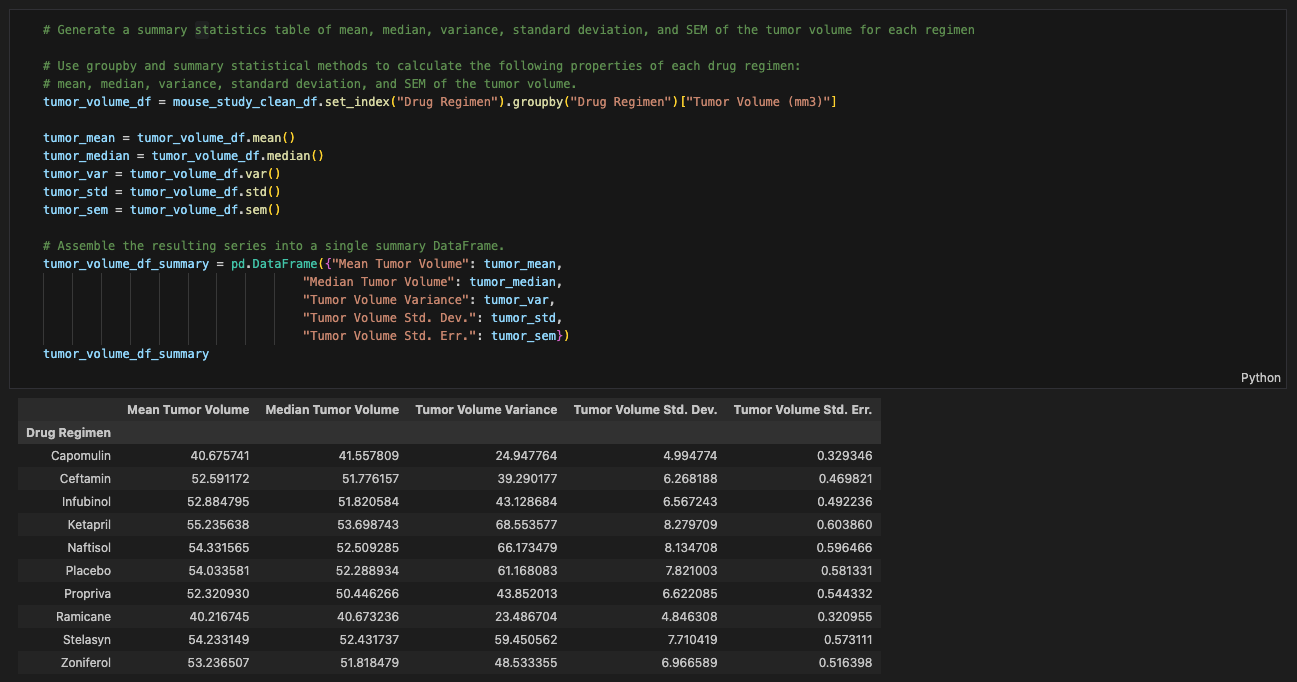 # Generate a summary statistics table of mean, median, variance, standard deviation, and SEM of the tumor volume for each regimen
# Use groupby and summary statistical methods to calculate the following properties of each drug regimen:
# mean, median, variance, standard deviation, and SEM of the tumor volume.
tumor_volume_df = mouse_study_clean_df.set_index("Drug Regimen").groupby("Drug Regimen")["Tumor Volume (mm3)"]
tumor_mean = tumor_volume_df.mean()
tumor_median = tumor_volume_df.median()
tumor_var = tumor_volume_df.var()
tumor_std = tumor_volume_df.std()
tumor_sem = tumor_volume_df.sem()
# Assemble the resulting series into a single summary DataFrame.
tumor_volume_df_summary = pd.DataFrame({"Mean Tumor Volume": tumor_mean,
"Median Tumor Volume": tumor_median,
"Tumor Volume Variance": tumor_var,
"Tumor Volume Std. Dev.": tumor_std,
"Tumor Volume Std. Err.": tumor_sem})
tumor_volume_df_summary
Python
Mean Tumor Volume Median Tumor Volume Tumor Volume Variance Tumor Volume Std. Dev. Tumor Volume Std. Err.
Drug Regimen
Capomulin 40.675741 41.557809 24.947764 4.994774 0.329346
Ceftamin 52.591172 51.776157 39.290177 6.268188 0.469821
Infubinol 52.884795 51.820584 43.128684 6.567243 0.492236
Ketapril 55.235638 53.698743 68.553577 8.279709 0.603860
Naftisol 54.331565 52.509285 66.173479 8.134708 0.596466
Placebo 54.033581 52.288934 61.168083 7.821003 0.581331
Propriva 52.320930 50.446266 43.852013 6.622085 0.544332
Ramicane 40.216745 40.673236 23.486704 4.846308 0.320955
Stelasyn 54.233149 52.431737 59.450562 7.710419 0.573111
Zoniferol 53.236507 51.818479 48.533355 6.966589 0.516398